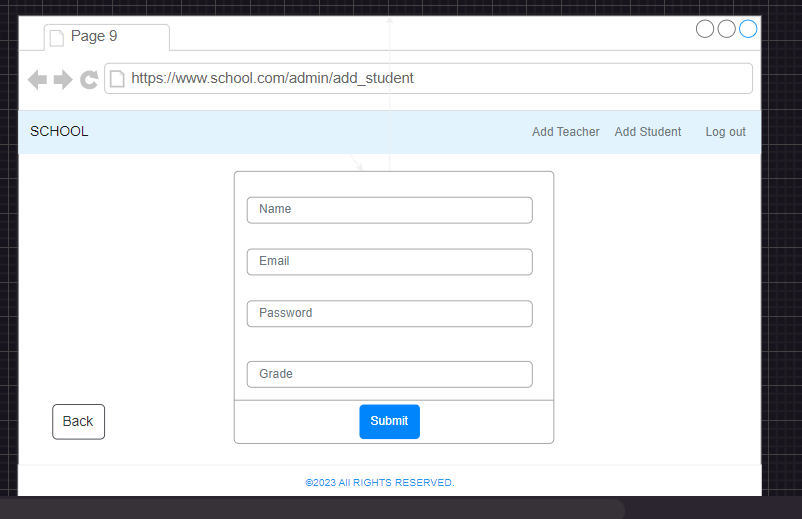 Page 9
https://www.school.com/admin/add_student
SCHOOL Add Teacher Add Student Log out
Name
Email
Password
Grade
Back Submit
©2023 All RIGHTS RESERVED.